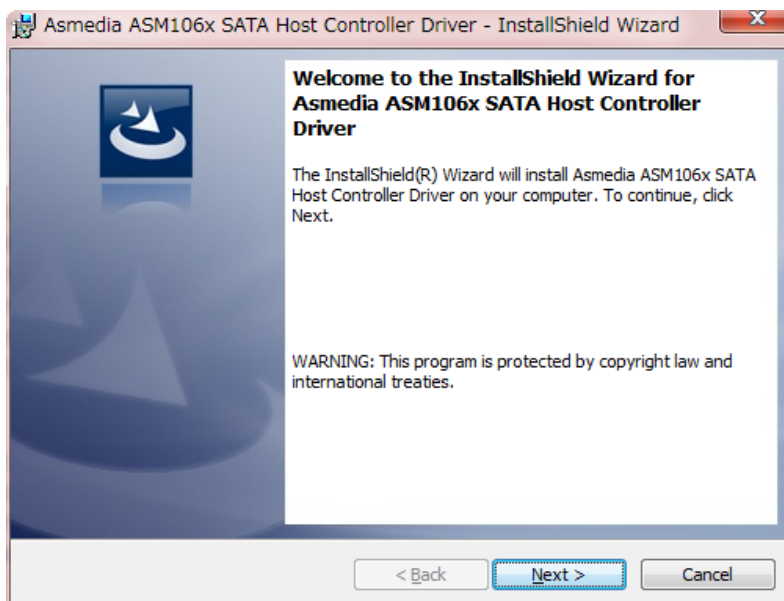 Asmedia ASM106x SATA Host Controller Driver - InstallShield Wizard
Welcome to the InstallShield Wizard for
Asmedia ASM106x SATA Host Controller
Driver
The InstallShield(R) Wizard will install Asmedia ASM106x SATA
Host Controller Driver on your computer. To continue, click
Next.
WARNING: This program is protected by copyright law and
international treaties.
< Back
Next >
Cancel